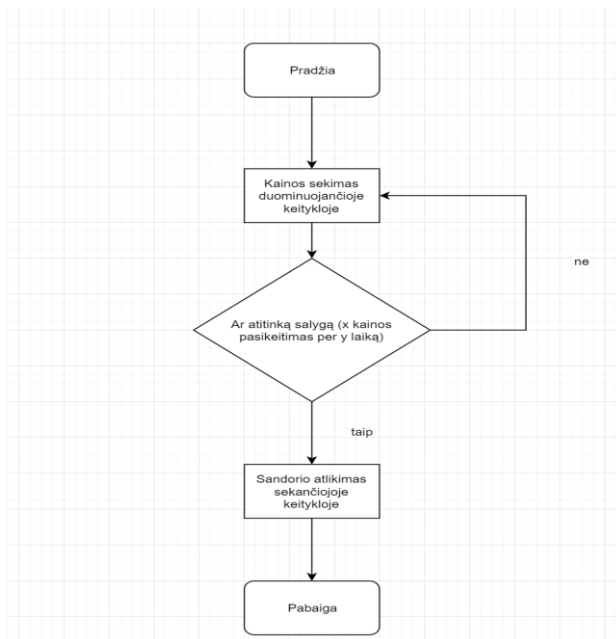 Pradžia
Kainos sekimas
duominuojančioje
keitykloje
ne
Ar atitinką salygą (x kainos
pasikeitimas per y laiką)
taip
Sandorio atlikimas
sekančiojoje
keitykloje
Pabaiga